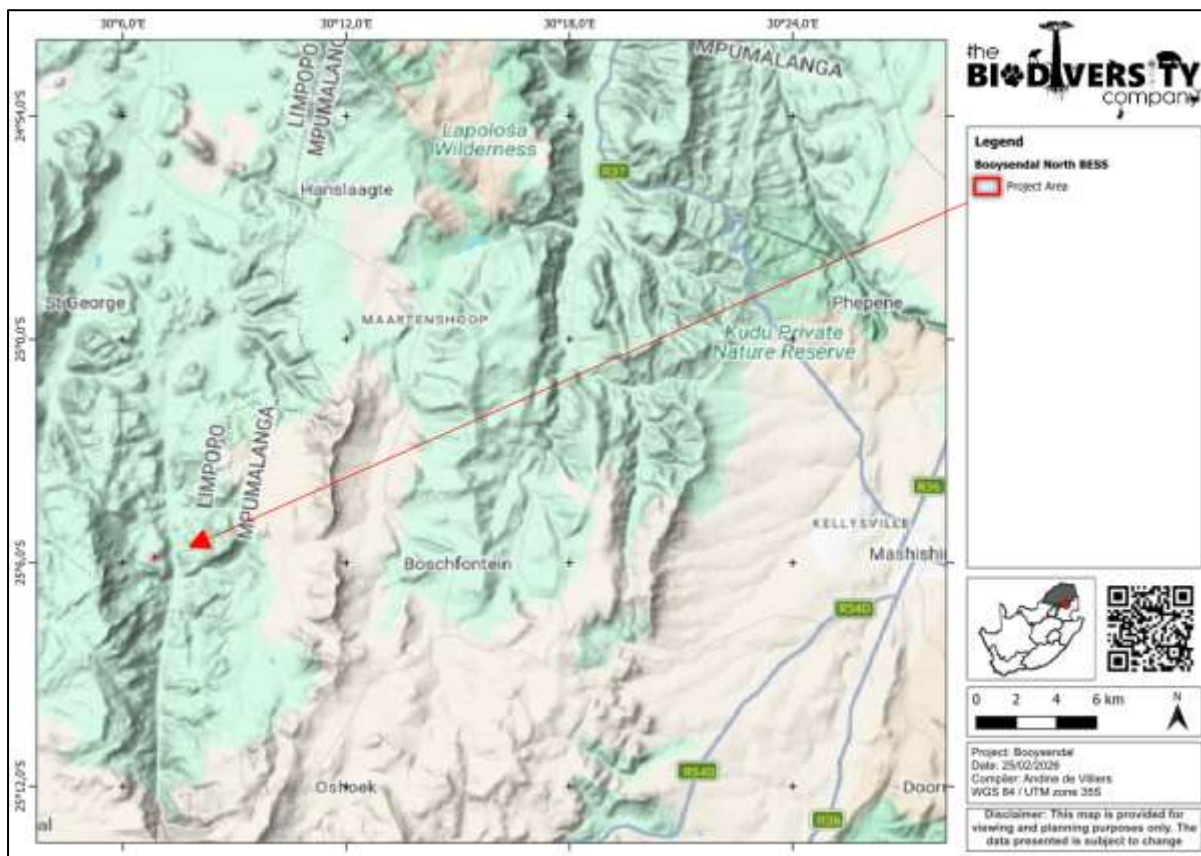 30°6,0'E 30°12,0'E 30°18,0'E 30°24,0'E
24°54,0'S
25°0,0'S
25°6,0'S
25°12,0'S
MPUMALANGA
LIMPOPO
Lapolosa
Wilderness
R37
Hanslaagte
St George
MAARTENSHOOP
Phepene
Kudu Private
Nature Reserve
LIMPOPO
MPUMALANGA
R36
KELLYSVILLE
Mashishi
Boschfontein
R540
R540
Oshoek
Doorn
R36
al
the
BIODIVERSITY
company
Legend
Booysendal North BESS
Project Area
0 2 4 6 km
N
Project: Booysendal
Date: 25/02/2026
Compiler: Andine de Villiers
WGS 84 / UTM zone 35S
Disclaimer: This map is provided for
viewing and planning purposes only. The
data presented is subject to change